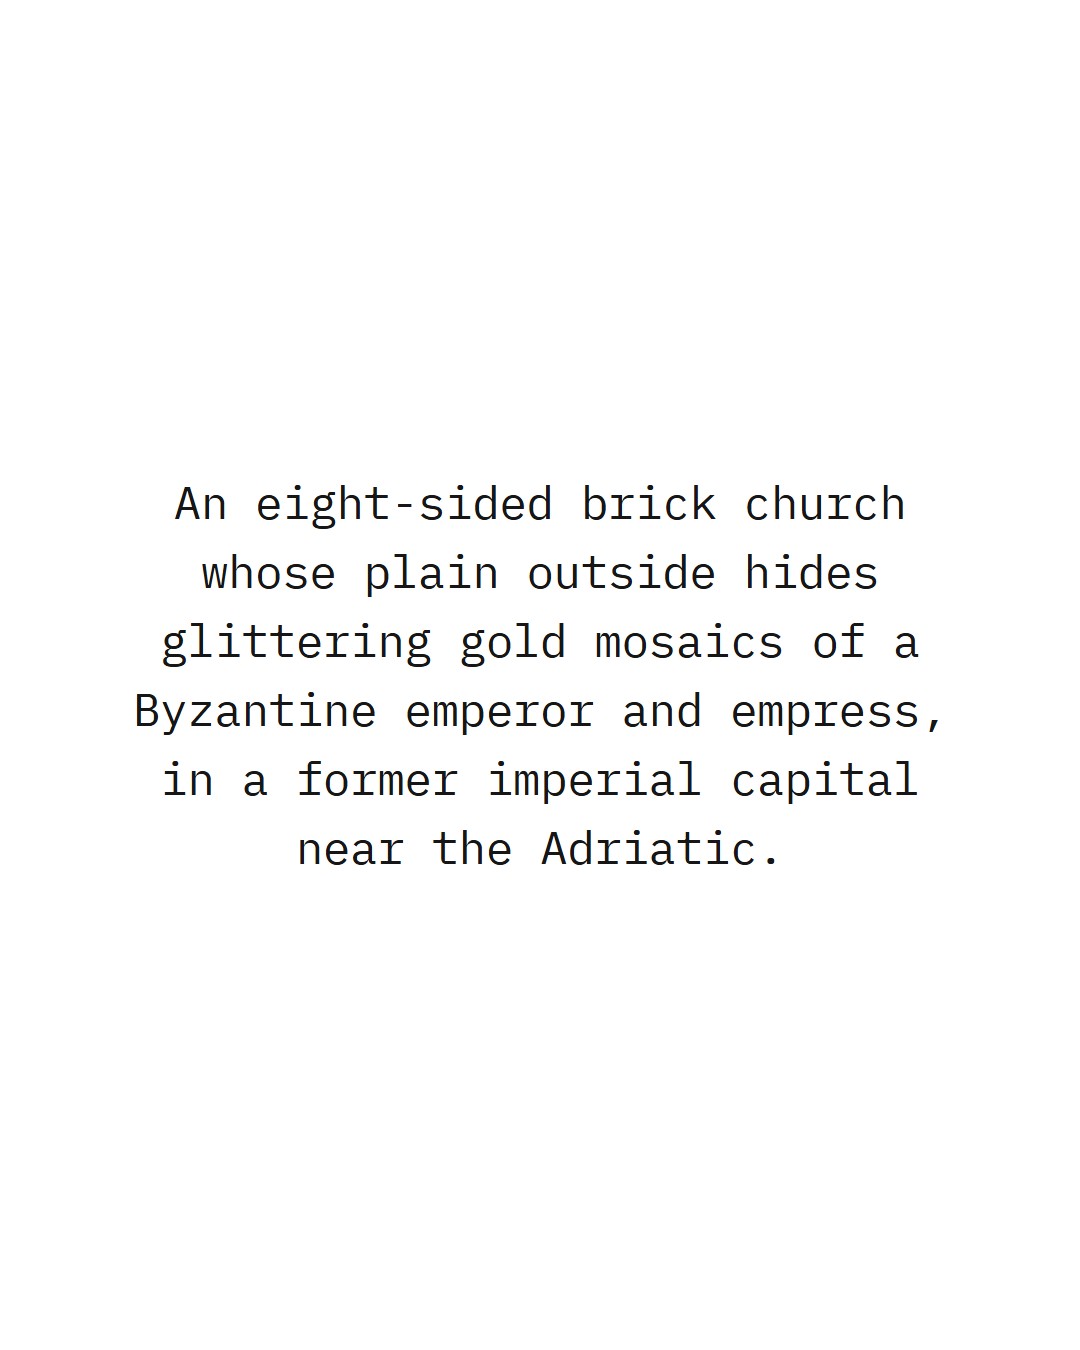 An eight-sided brick church
whose plain outside hides
glittering gold mosaics of a
Byzantine emperor and empress,
in a former imperial capital
near the Adriatic.